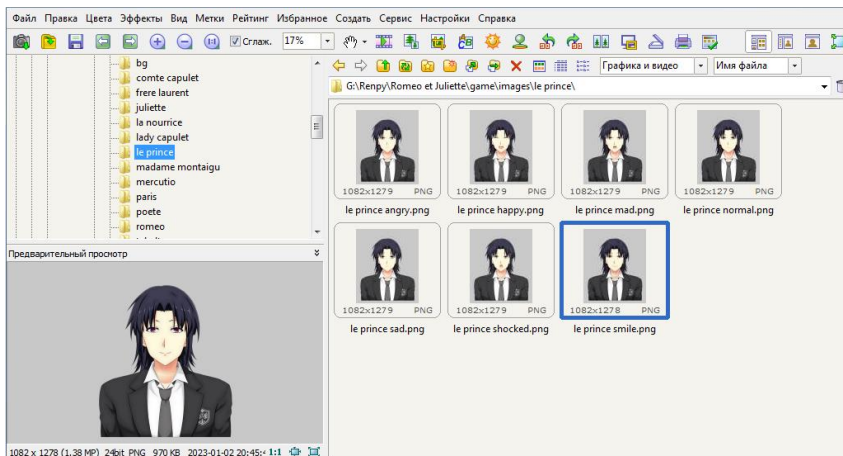 Файл Правка Цвета Эффекты Вид Метки Рейтинг Избранное Создать Сервис Настройки Справка
Сглаж. 17%
bg
comte capulet
frere laurent
juliette
la nourrice
lady capulet
le prince
madame montaigu
mercutio
paris
poete
romeo
Графика и видео Имя файла
G:\Renpy\Romeo et Juliette\game\images\le prince\
1082x1279 PNG 1082x1279 PNG 1082x1279 PNG 1082x1279 PNG
le prince angry.png le prince happy.png le prince mad.png le prince normal.png
1082x1279 PNG 1082x1279 PNG 1082x1278 PNG
le prince sad.png le prince shocked.png le prince smile.png
Предварительный просмотр
1082 x 1278 (1.38 MP) 24bit PNG 970 KB 2023-01-02 20:45: 1:1